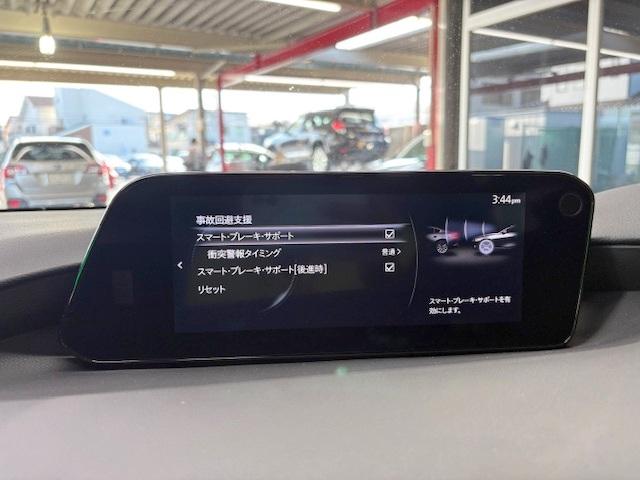 3:44pm
事故回避支援
スマート・ブレーキ・サポート
衝突警報タイミング 普通
スマート・ブレーキ・サポート[後進時]
リセット
スマート・ブレーキ・サポートを有
効にします。